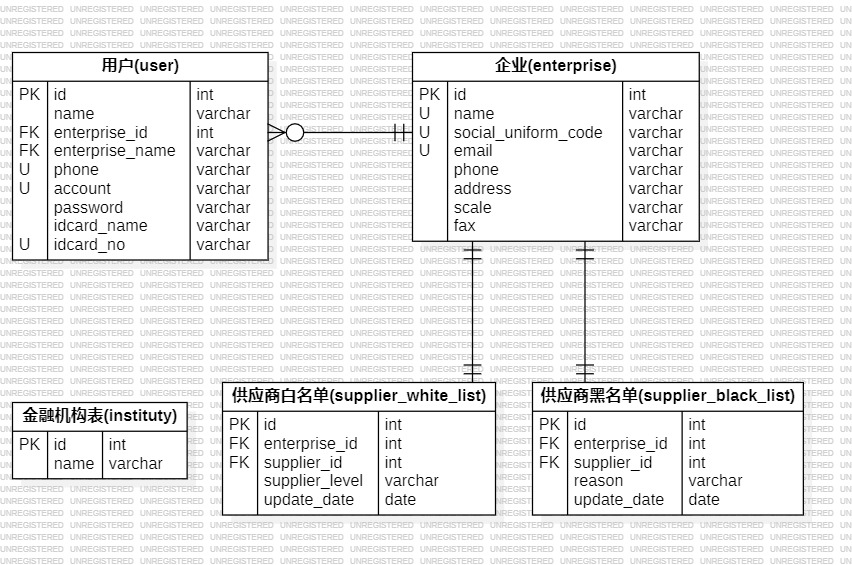 用户(user)
PK id int
name varchar
FK enterprise_id int
FK enterprise_name varchar
U phone varchar
U account varchar
password varchar
idcard_name varchar
U idcard_no varchar
企业(enterprise)
PK id int
U name varchar
U social_uniform_code varchar
U email varchar
phone varchar
address varchar
scale varchar
fax varchar
金融机构表(instituty)
PK id int
name varchar
供应商白名单(supplier_white_list)
PK id int
FK enterprise_id int
FK supplier_id int
supplier_level varchar
update_date date
供应商黑名单(supplier_black_list)
PK id int
FK enterprise_id int
FK supplier_id int
reason varchar
update_date date
UNREGISTERED